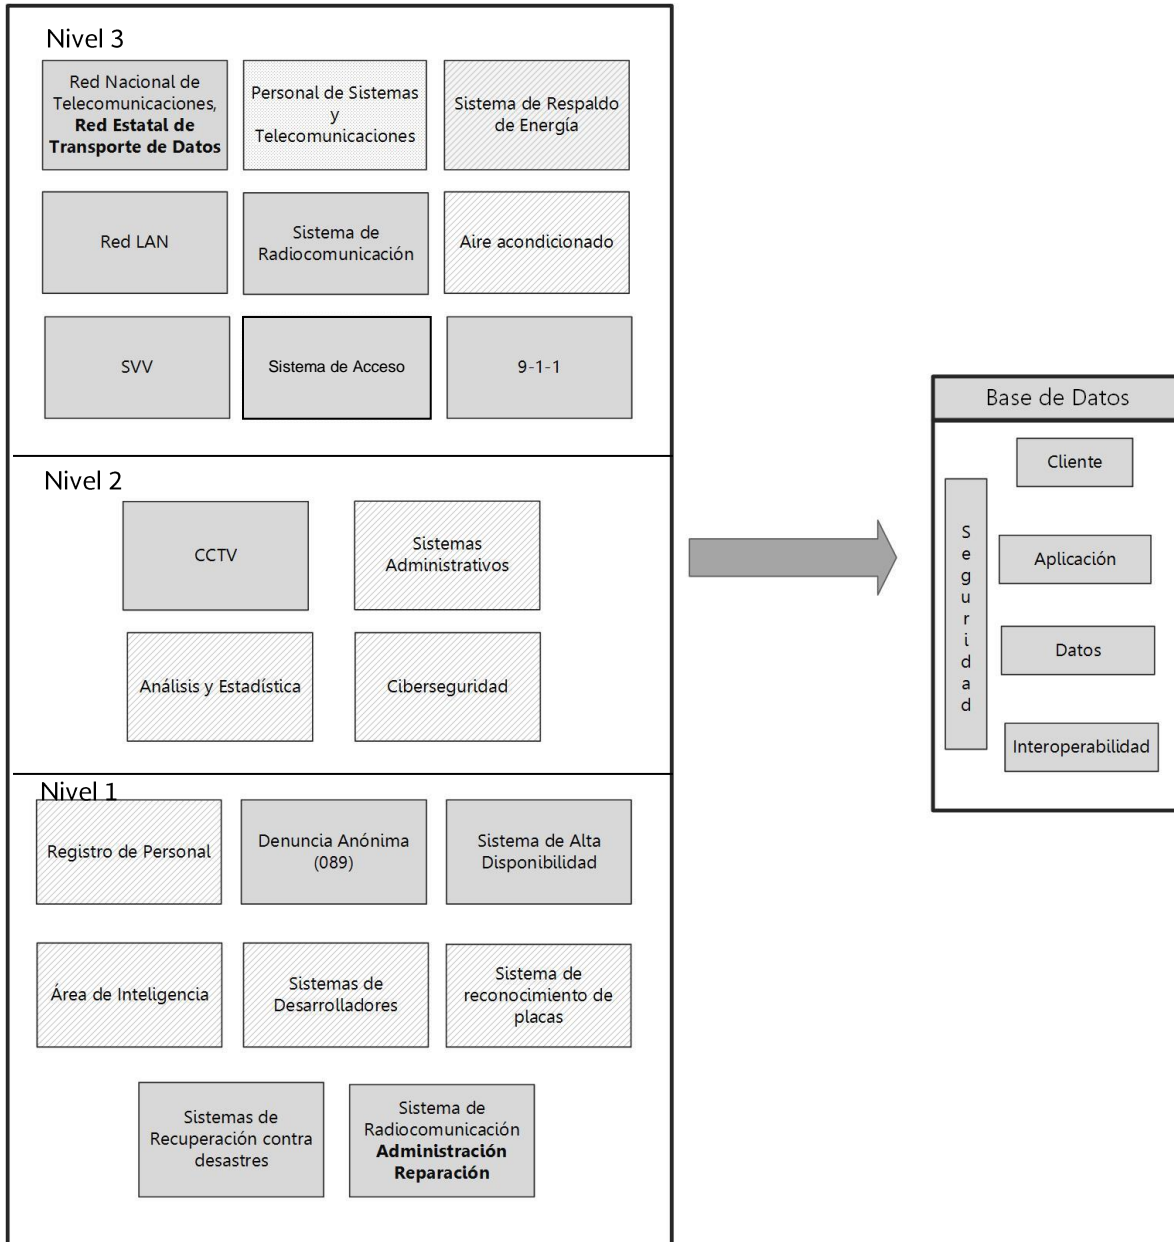 Nivel 3
Red Nacional de
Telecomunicaciones,
Red Estatal de
Transporte de Datos
Personal de Sistemas
y
Telecomunicaciones
Sistema de Respaldo
de Energía
Red LAN
Sistema de
Radiocomunicación
Aire acondicionado
SVV
Sistema de Acceso
9-1-1
Nivel 2
CCTV
Sistemas
Administrativos
Análisis y Estadística
Ciberseguridad
Nivel 1
Registro de Personal
Denuncia Anónima
(089)
Sistema de Alta
Disponibilidad
Área de Inteligencia
Sistemas de
Desarrolladores
Sistema de
reconocimiento de
placas
Sistemas de
Recuperación contra
desastres
Sistema de
Radiocomunicación
Administración
Reparación
Base de Datos
Seguridad
Cliente
Aplicación
Datos
Interoperabilidad